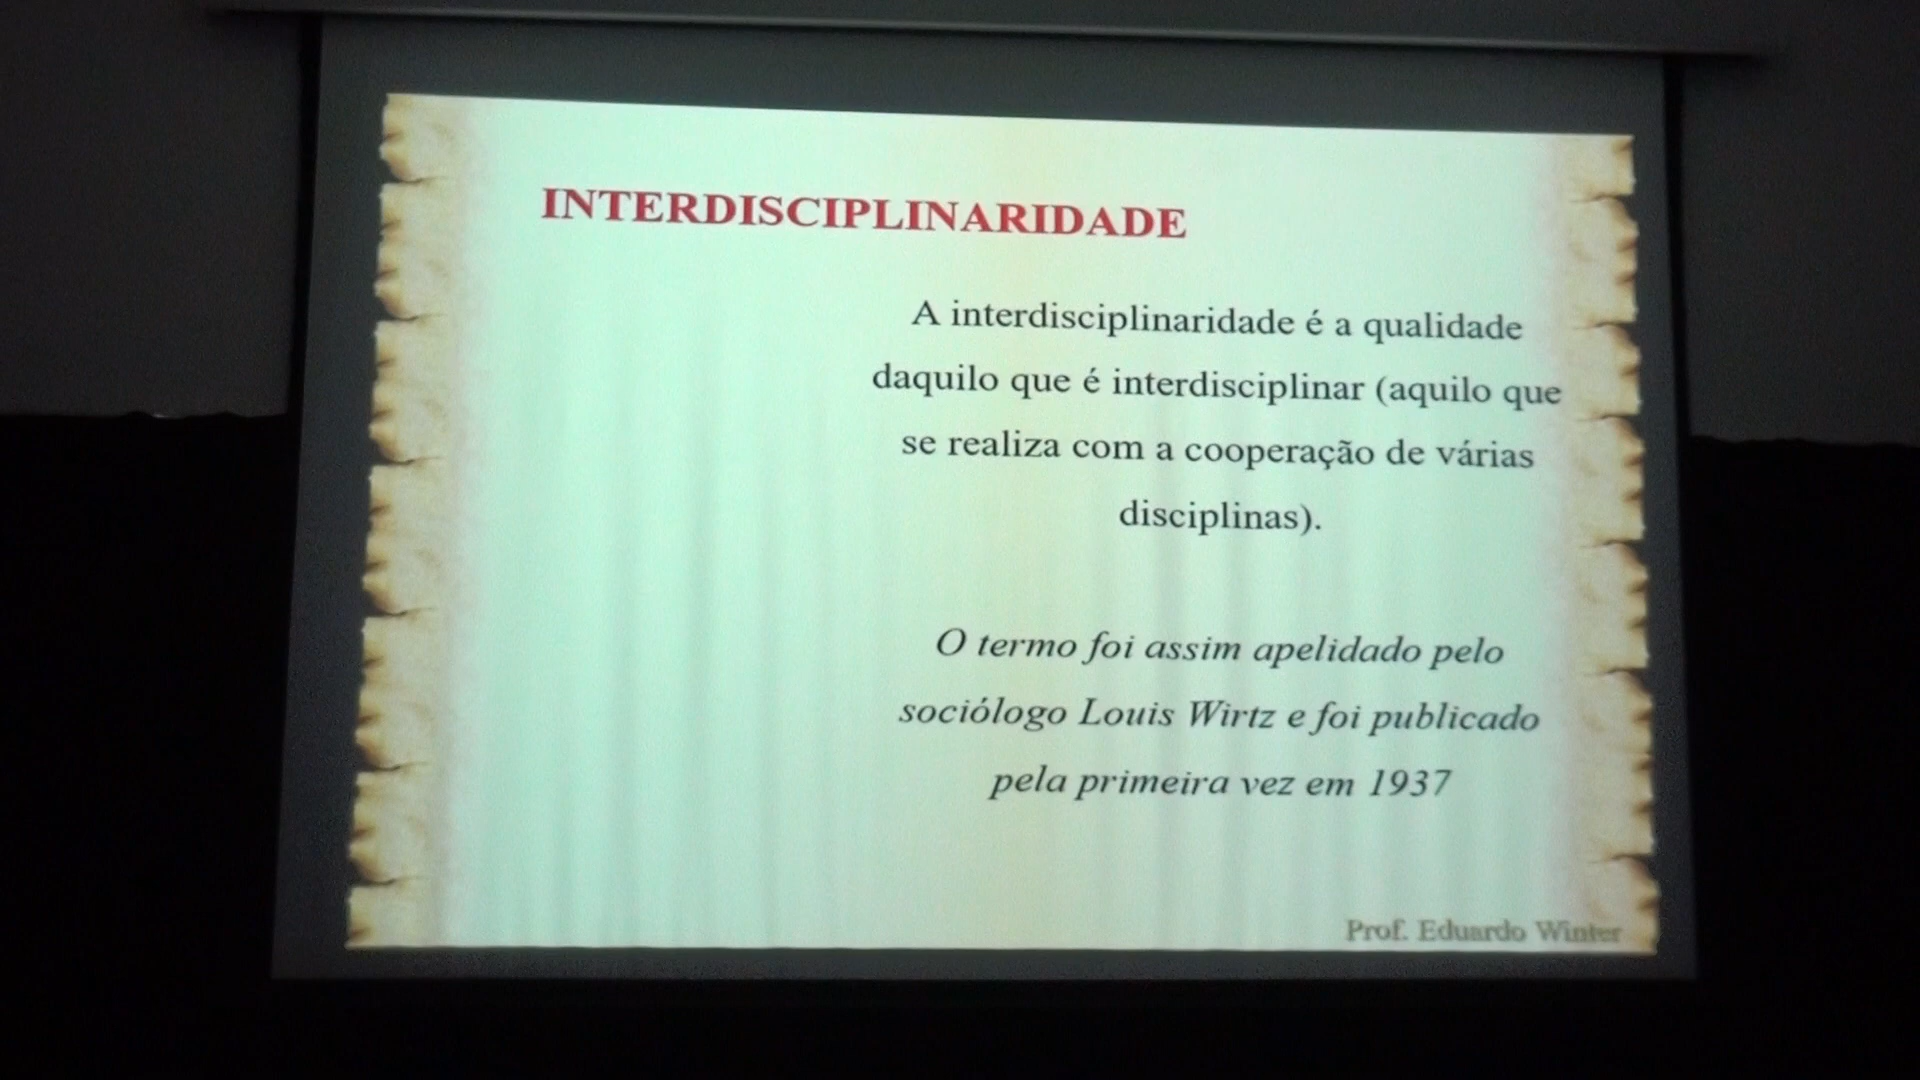 INTERDISCIPLINARIDADE
A interdisciplinaridade é a qualidade
daquilo que é interdisciplinar (aquilo que
se realiza com a cooperação de várias
disciplinas).
O termo foi assim apelidado pelo
sociólogo Louis Wirtz e foi publicado
pela primeira vez em 1937
Prof. Eduardo Winter